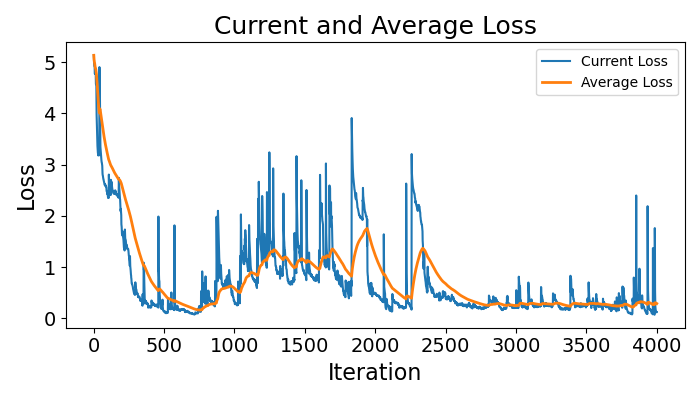 Current and Average Loss
Current Loss
Average Loss
Loss
5
4
3
2
1
0
0 500 1000 1500 2000 2500 3000 3500 4000
Iteration